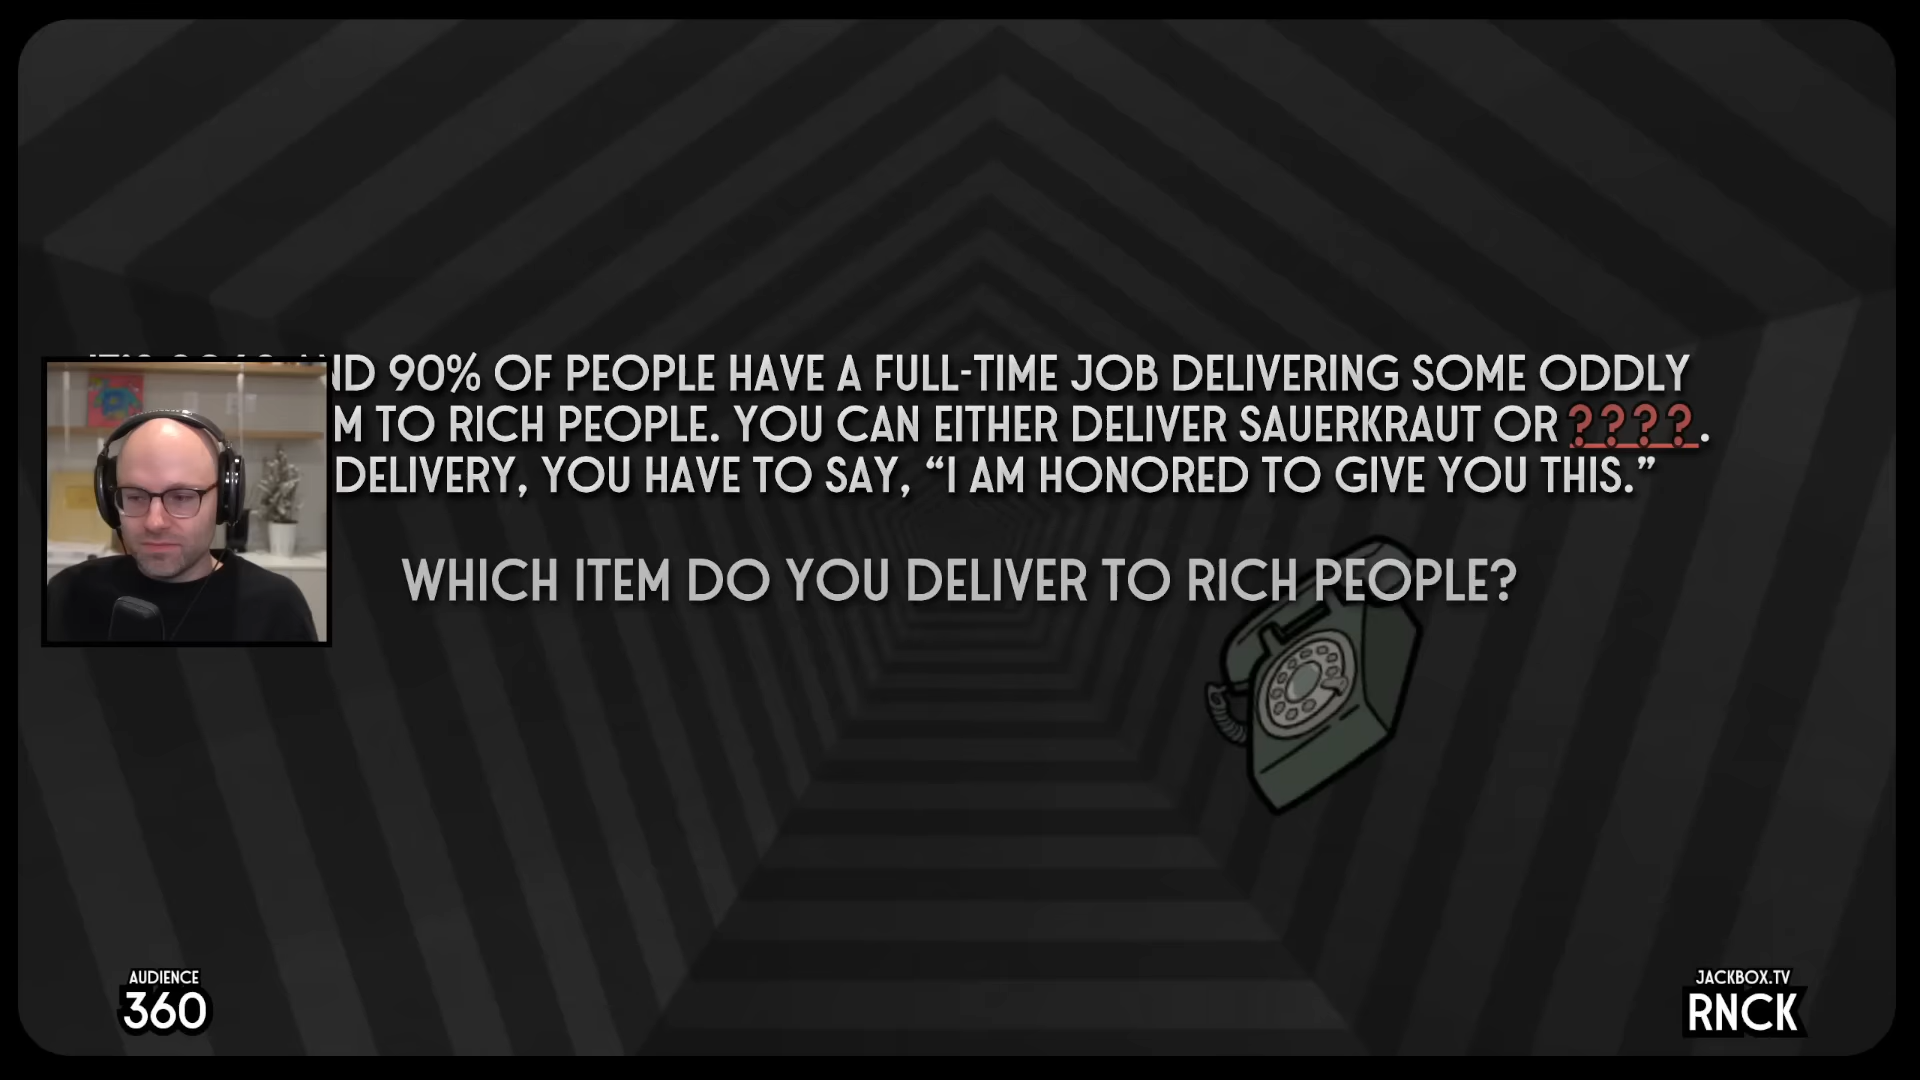 90% OF PEOPLE HAVE A FULL-TIME JOB DELIVERING SOME ODDLY
TO RICH PEOPLE. YOU CAN EITHER DELIVER SAUERKRAUT OR ????.
DELIVERY, YOU HAVE TO SAY, “I AM HONORED TO GIVE YOU THIS.”
WHICH ITEM DO YOU DELIVER TO RICH PEOPLE?
AUDIENCE
360
JACKBOX.TV
RNCK